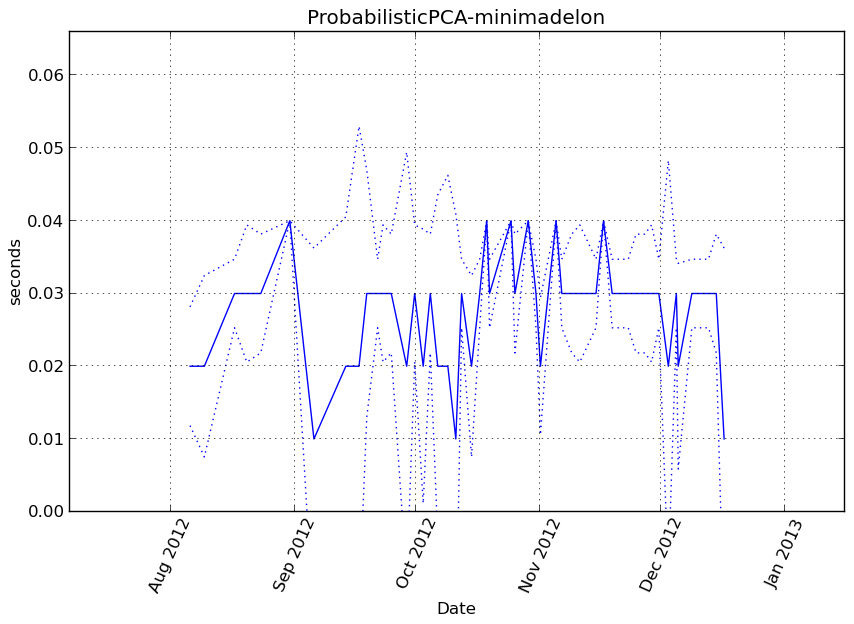 ProbabilisticPCA-minimadelon
0.06
0.05
0.04
0.03
0.02
0.01
0.00
seconds
Aug 2012
Sep 2012
Oct 2012
Nov 2012
Dec 2012
Jan 2013
Date